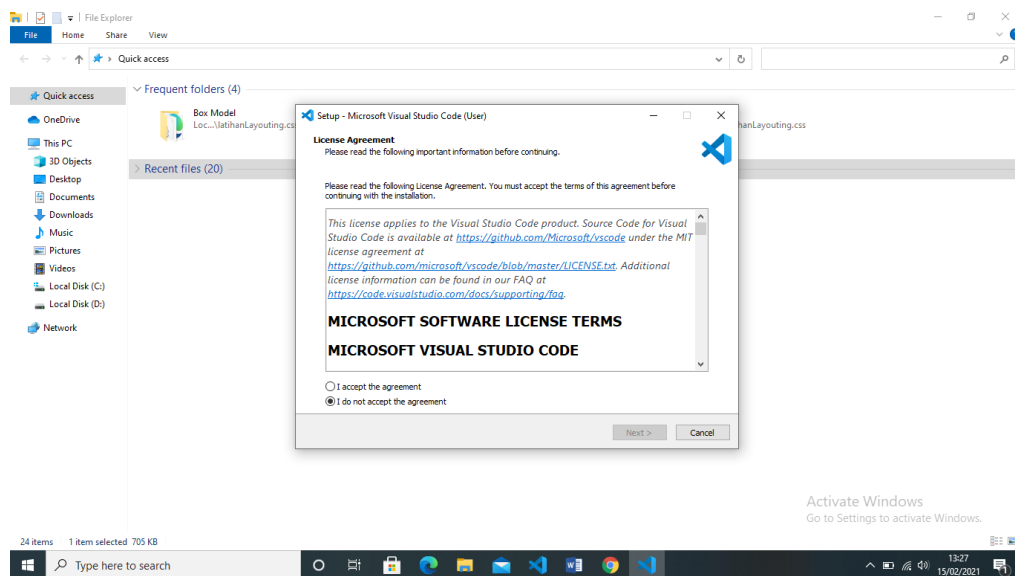 File Explorer
File Home Share View
Quick access
Quick access
OneDrive
This PC
3D Objects
Desktop
Documents
Downloads
Music
Pictures
Videos
Local Disk (C:)
Local Disk (D:)
Network
Frequent folders (4)
Box Model
Loc...\latihanLayouting.css
hanLayouting.css
Recent files (20)
Setup - Microsoft Visual Studio Code (User)
License Agreement
Please read the following important information before continuing.
Please read the following License Agreement. You must accept the terms of this agreement before
continuing with the installation.
This license applies to the Visual Studio Code product. Source Code for Visual
Studio Code is available at https://github.com/Microsoft/vscode under the MIT
license agreement at
https://github.com/microsoft/vscode/blob/master/LICENSE.txt. Additional
license information can be found in our FAQ at
https://code.visualstudio.com/docs/supporting/faq.
MICROSOFT SOFTWARE LICENSE TERMS
MICROSOFT VISUAL STUDIO CODE
I accept the agreement
I do not accept the agreement
Next > Cancel
Activate Windows
Go to Settings to activate Windows.
24 items 1 item selected 705 KB
Type here to search
13:27
15/02/2021